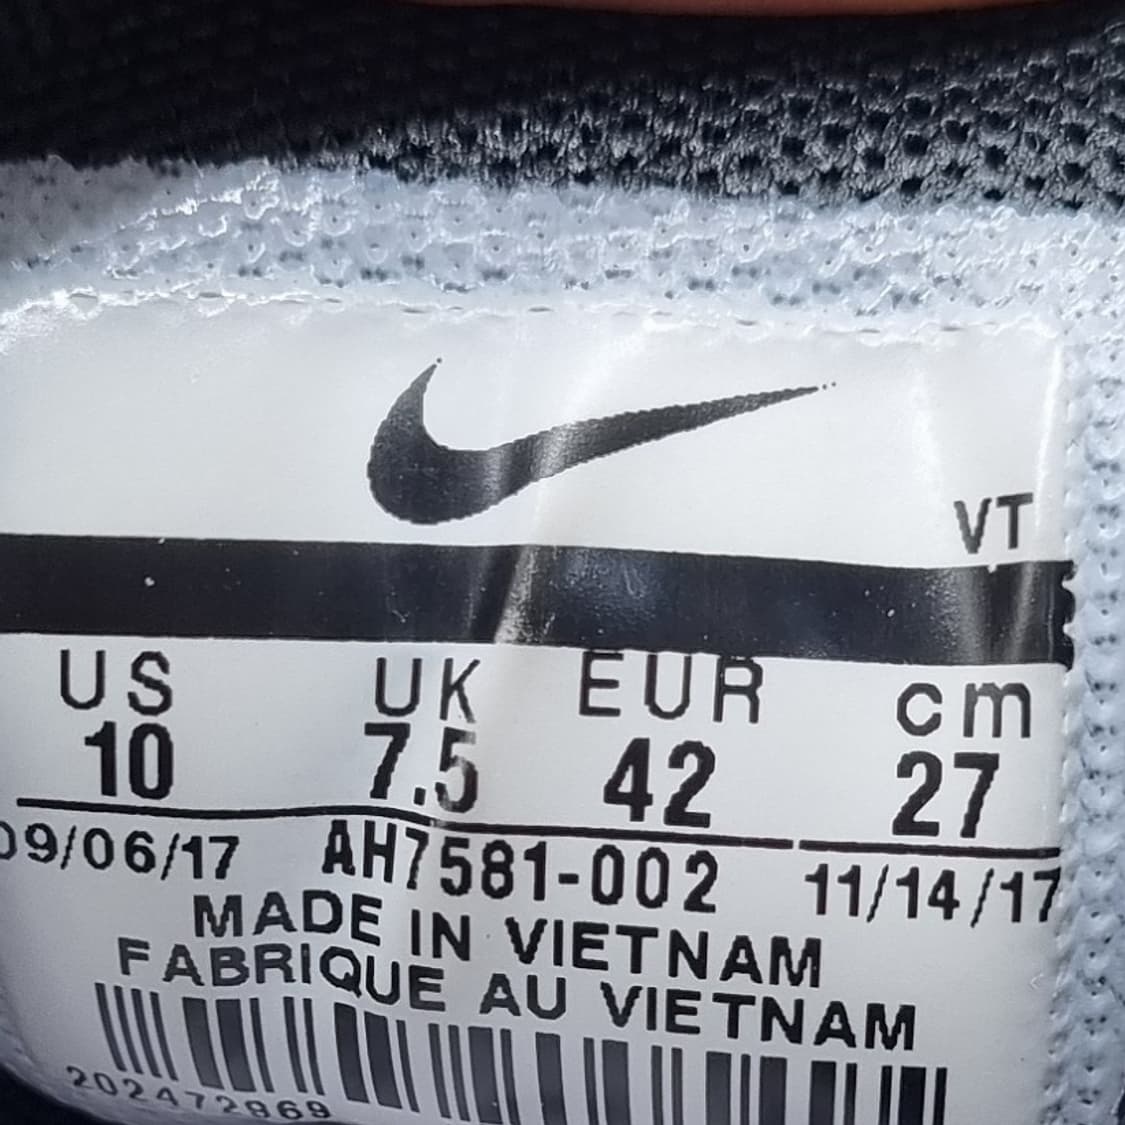 VT
US UK EUR cm
10 7.5 42 27
09/06/17 AH7581-002 11/14/17
MADE IN VIETNAM
FABRIQUE AU VIETNAM
202472869